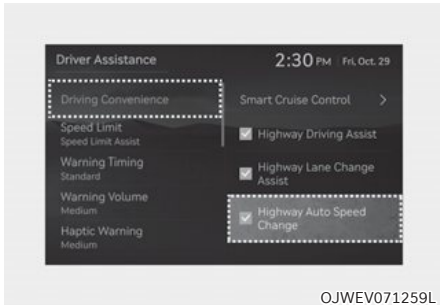 Driver Assistance
2:30 PM Fri, Oct. 29
Driving Convenience
Speed Limit
Speed Limit Assist
Warning Timing
Standard
Warning Volume
Medium
Haptic Warning
Medium
Smart Cruise Control >
Highway Driving Assist
Highway Lane Change
Assist
Highway Auto Speed
Change
OJWEV071259L